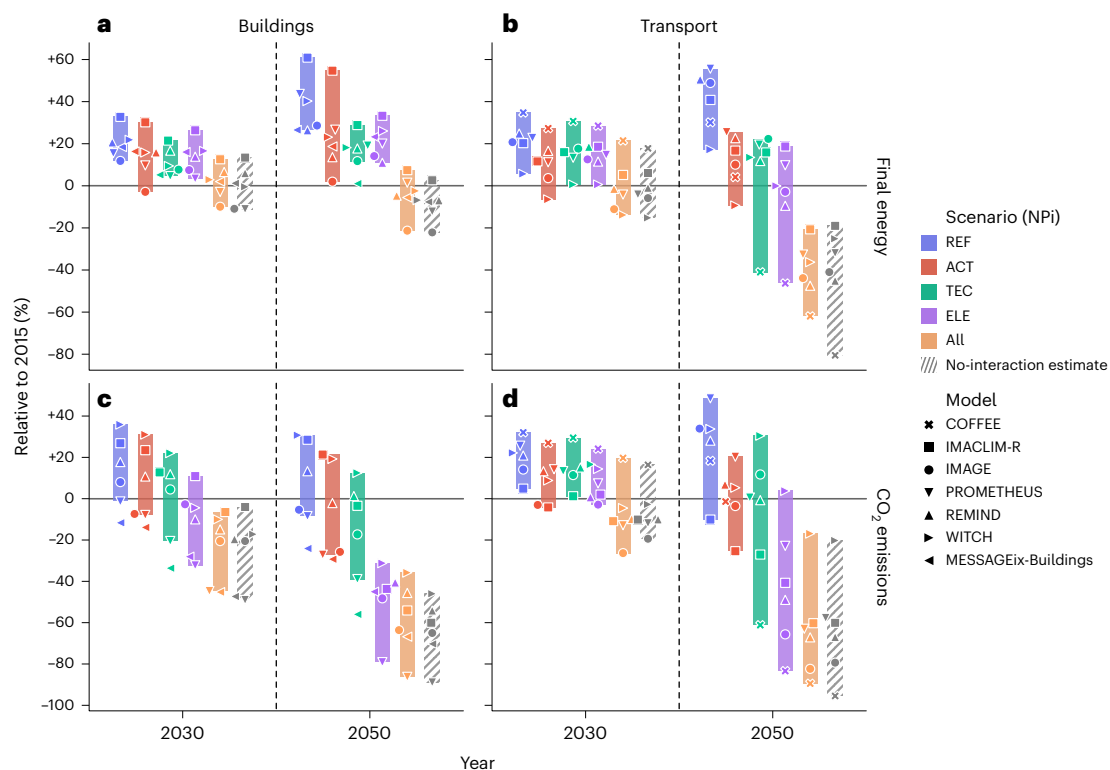 a
Buildings
b
Transport
+60
+40
+20
0
−20
−40
−60
−80
Final energy
Relative to 2015 (%)
c
d
+40
+20
0
−20
−40
−60
−80
−100
CO2 emissions
2030
2050
2030
2050
Year
Scenario (NPi)
REF
ACT
TEC
ELE
All
No-interaction estimate
Model
COFFEE
IMACLIM-R
IMAGE
PROMETHEUS
REMIND
WITCH
MESSAGEix-Buildings